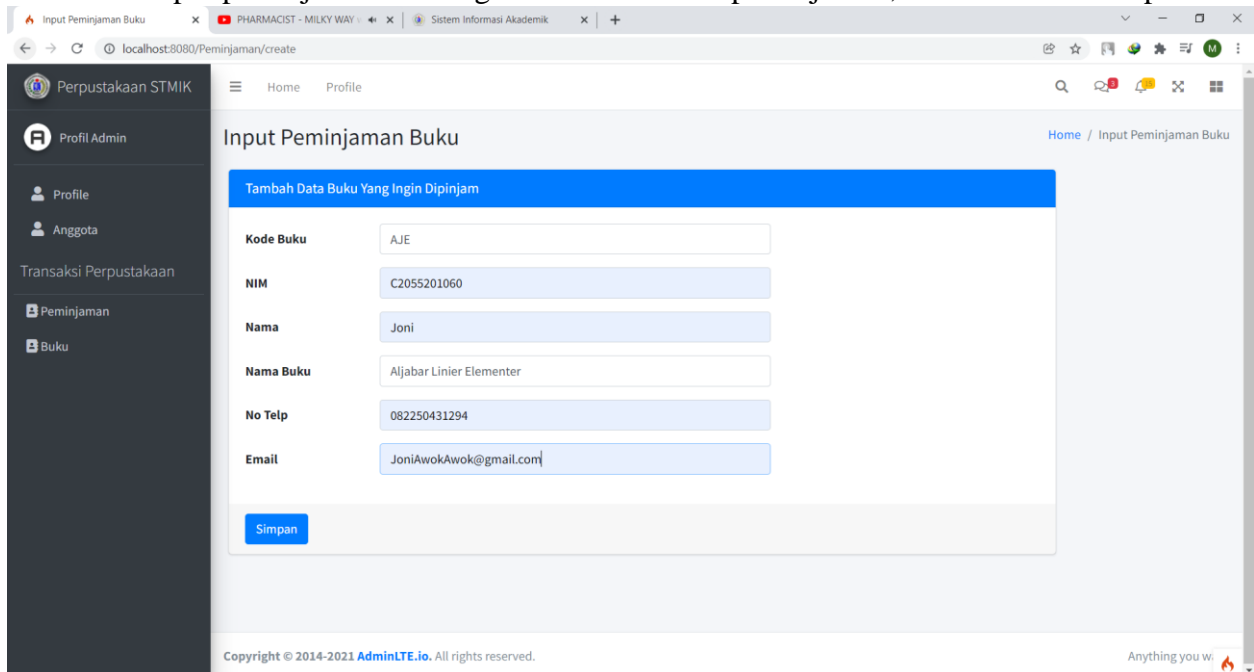 Input Peminjaman Buku
PHARMACIST - MILKY WAY
Sistem Informasi Akademik
localhost:8080/Peminjaman/create
M
Perpustakaan STMIK
Home Profile
3
15
Profil Admin
Input Peminjaman Buku
Home / Input Peminjaman Buku
Profile
Anggota
Transaksi Perpustakaan
Peminjaman
Buku
Tambah Data Buku Yang Ingin Dipinjam
Kode Buku AJE
NIM C2055201060
Nama Joni
Nama Buku Aljabar Linier Elementer
No Telp 082250431294
Email JoniAwokAwok@gmail.com
Simpan
Copyright © 2014-2021 AdminLTE.io. All rights reserved.
Anything you w